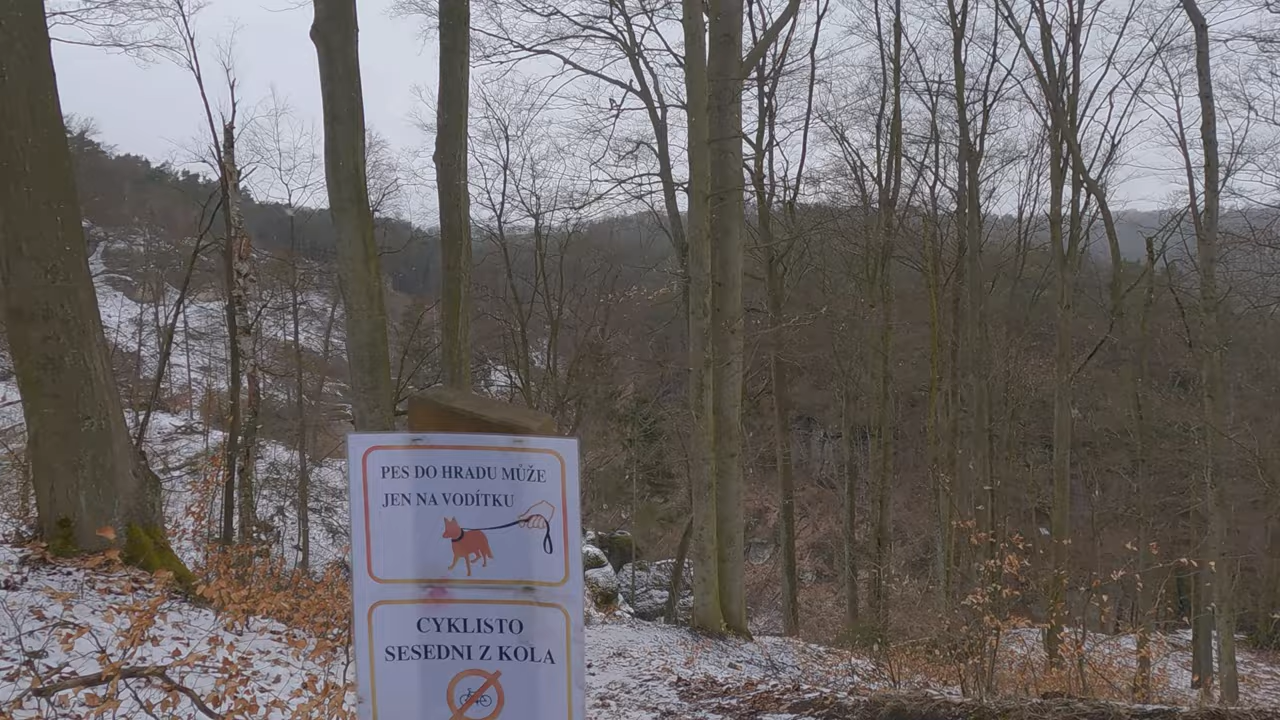 PES DO HRADU MŮŽE
JEN NA VODÍTKU
CYKLISTO
SESEDNI Z KOLA